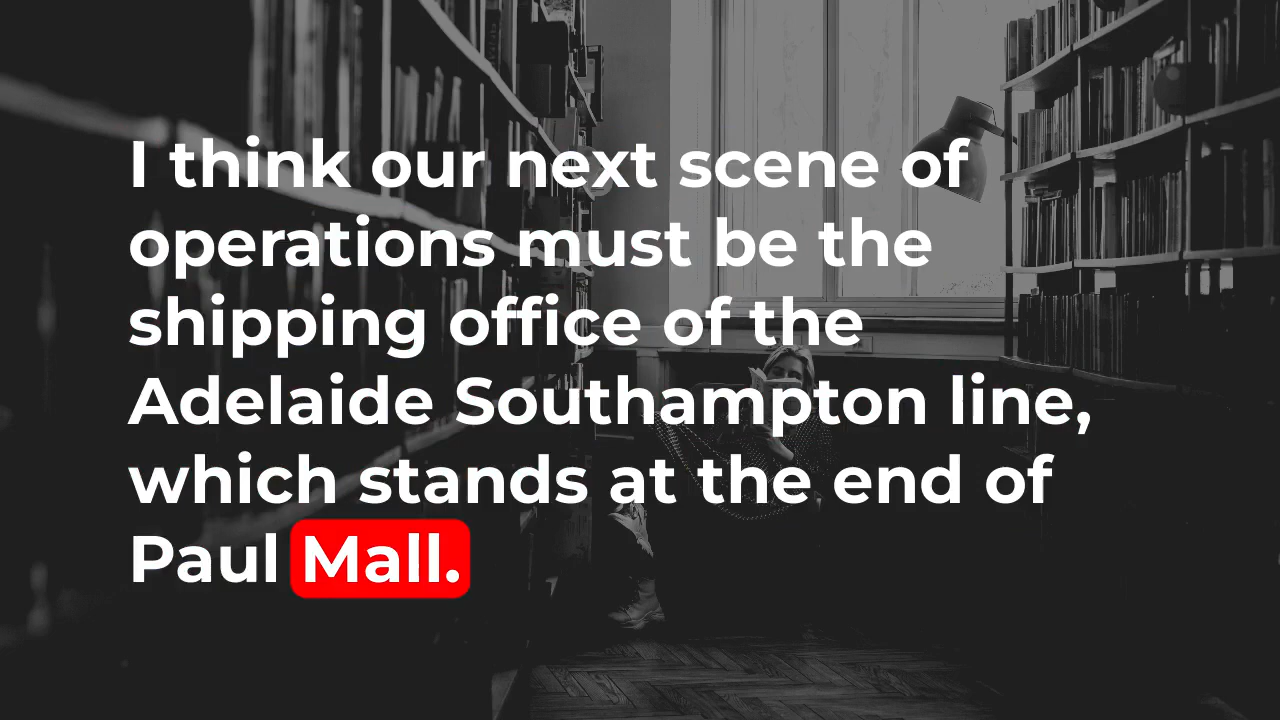 I think our next scene of
operations must be the
shipping office of the
Adelaide Southampton line,
which stands at the end of
Paul Mall.